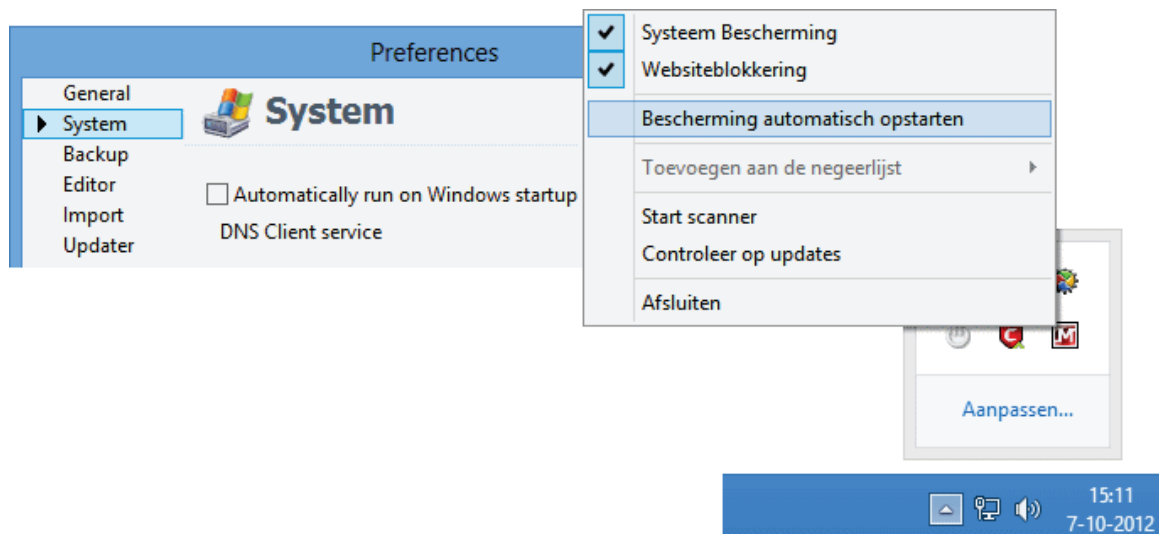 Preferences
General
System
Backup
Editor
Import
Updater
System
Automatically run on Windows startup
DNS Client service
Systeem Bescherming
Websiteblokkering
Bescherming automatisch opstarten
Toevoegen aan de negeerlijst
Start scanner
Controleer op updates
Afsluiten
C
M
Aanpassen...
15:11
7-10-2012